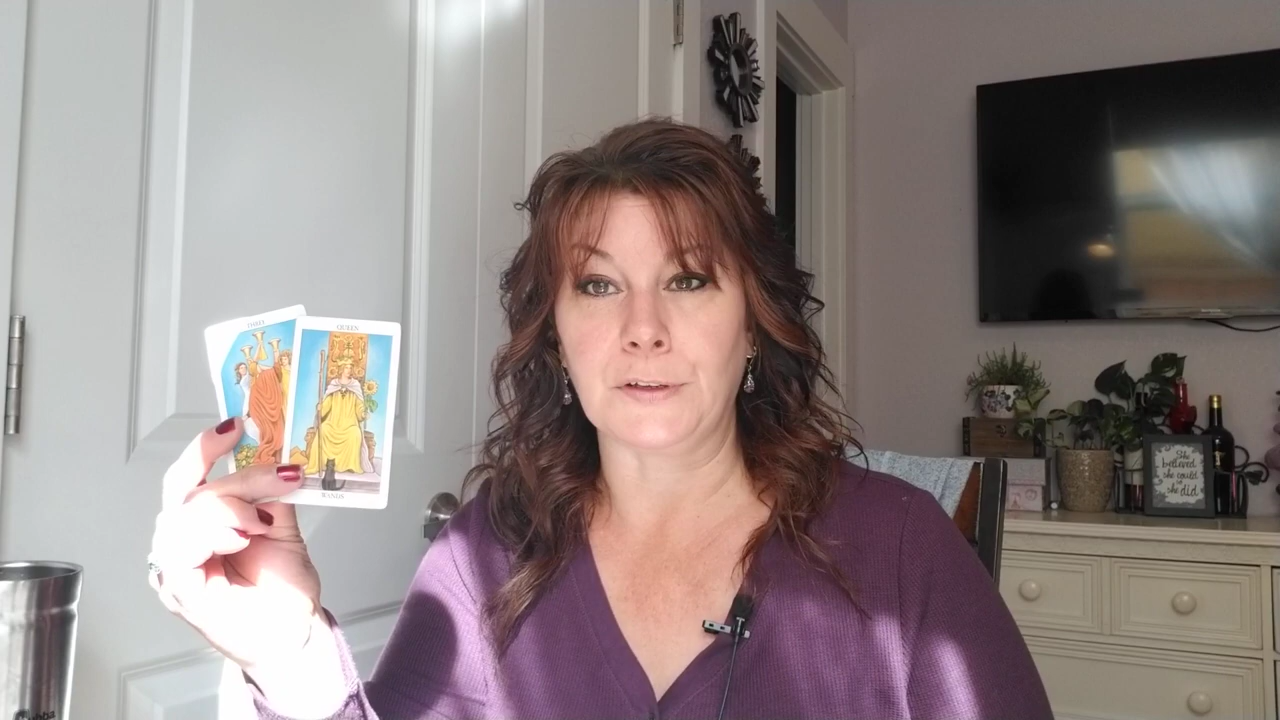 THREE
QUEEN
WANDS
She
believed
she could
so
she did